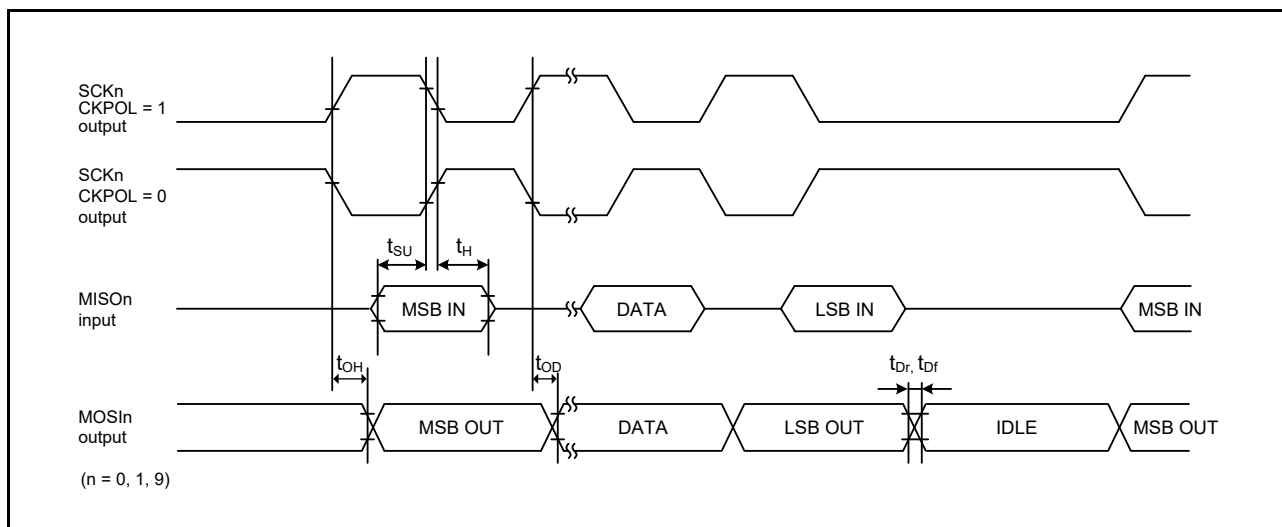 SCKn
CKPOL = 1
output
SCKn
CKPOL = 0
output
tSU
tH
MISOn
input
MSB IN
DATA
LSB IN
MSB IN
tOH
tOD
tDr, tDf
MOSIn
output
MSB OUT
DATA
LSB OUT
IDLE
MSB OUT
(n = 0, 1, 9)